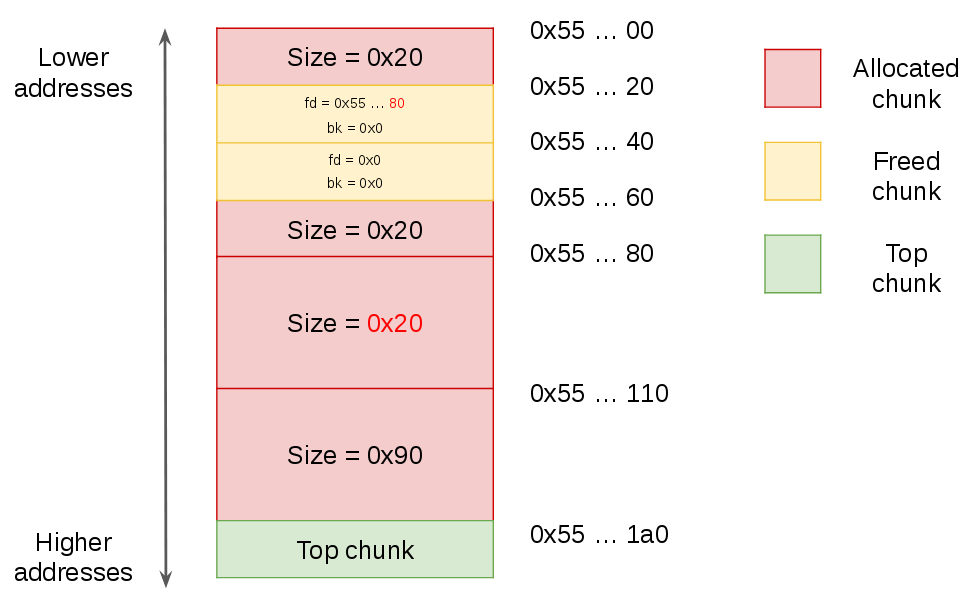 Lower
addresses
Size = 0x20
fd = 0x55 ... 80
bk = 0x0
fd = 0x0
bk = 0x0
Size = 0x20
Size = 0x20
Size = 0x90
Top chunk
Higher
addresses
0x55 ... 00
0x55 ... 20
0x55 ... 40
0x55 ... 60
0x55 ... 80
0x55 ... 110
0x55 ... 1a0
Allocated
chunk
Freed
chunk
Top
chunk